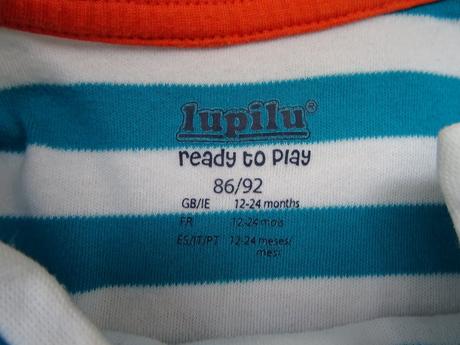 lupilu®
ready to play
86/92
GB/IE 12-24 months
FR 12-24 mois
ES/IT/PT 12-24 meses/
mesi